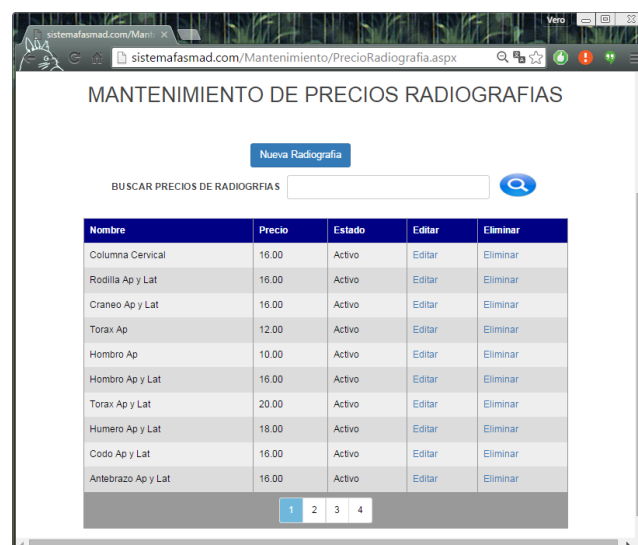 Vero
sistemafasmad.com/Mante
sistemafasmad.com/Mantenimiento/PrecioRadiografia.aspx
MANTENIMIENTO DE PRECIOS RADIOGRAFIAS
Nueva Radiografia
BUSCAR PRECIOS DE RADIOGRFIAS
Nombre Precio Estado Editar Eliminar
Columna Cervical 16.00 Activo Editar Eliminar
Rodilla Ap y Lat 16.00 Activo Editar Eliminar
Craneo Ap y Lat 16.00 Activo Editar Eliminar
Torax Ap 12.00 Activo Editar Eliminar
Hombro Ap 10.00 Activo Editar Eliminar
Hombro Ap y Lat 16.00 Activo Editar Eliminar
Torax Ap y Lat 20.00 Activo Editar Eliminar
Humero Ap y Lat 18.00 Activo Editar Eliminar
Codo Ap y Lat 16.00 Activo Editar Eliminar
Antebrazo Ap y Lat 16.00 Activo Editar Eliminar
1 2 3 4